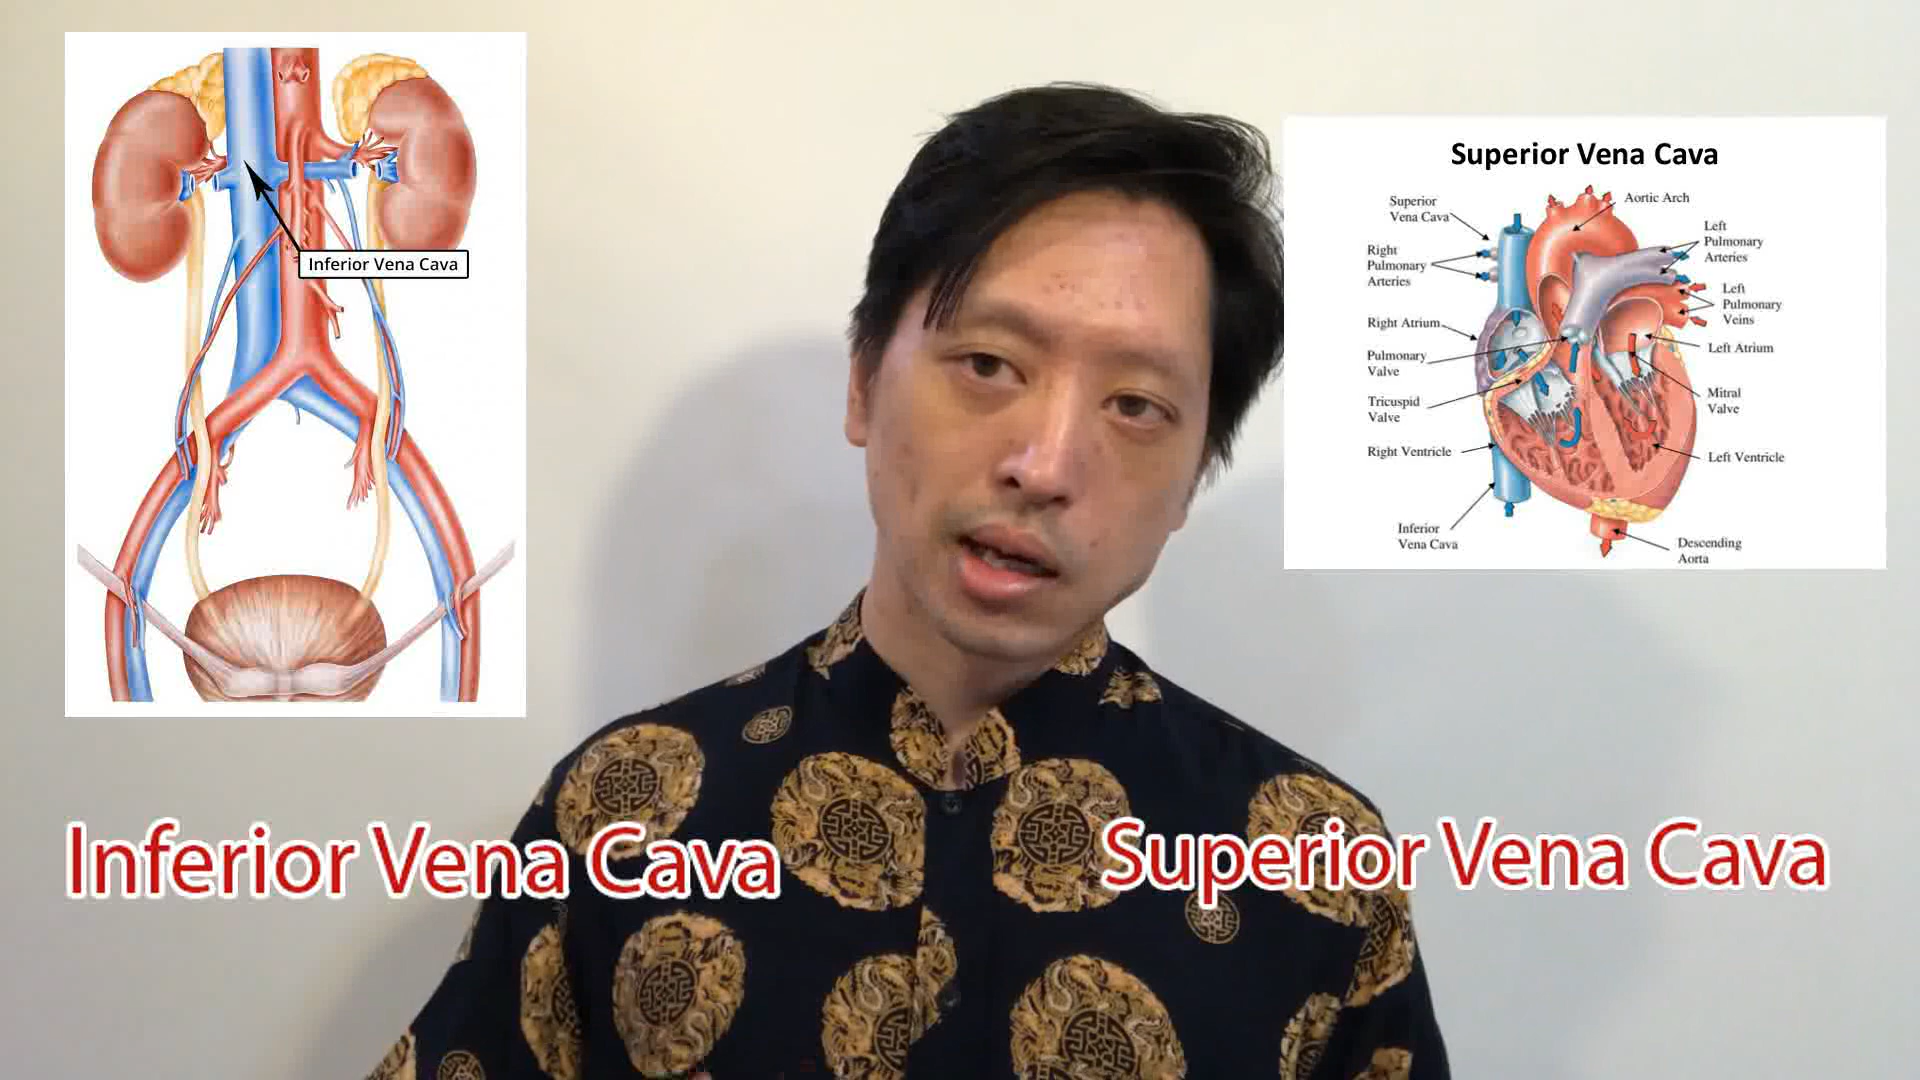 Inferior Vena Cava
Superior Vena Cava
Superior
Vena Cava
Right
Pulmonary
Arteries
Right Atrium
Pulmonary
Valve
Tricuspid
Valve
Right Ventricle
Inferior
Vena Cava
Aortic Arch
Left
Pulmonary
Arteries
Left
Pulmonary
Veins
Left Atrium
Mitral
Valve
Left Ventricle
Descending
Aorta
Inferior Vena Cava
Superior Vena Cava